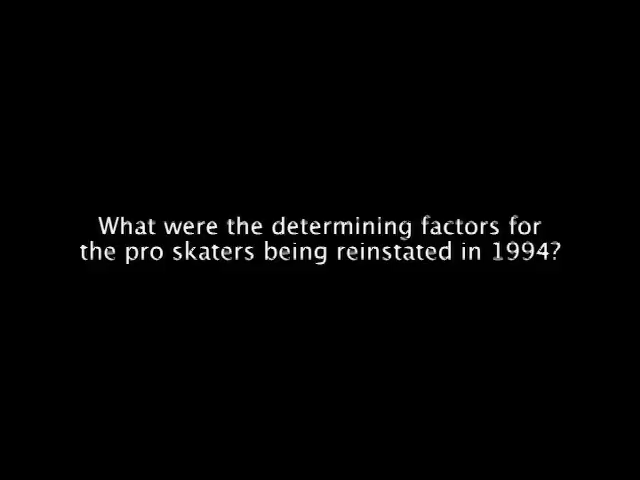 What were the determining factors for
the pro skaters being reinstated in 1994?